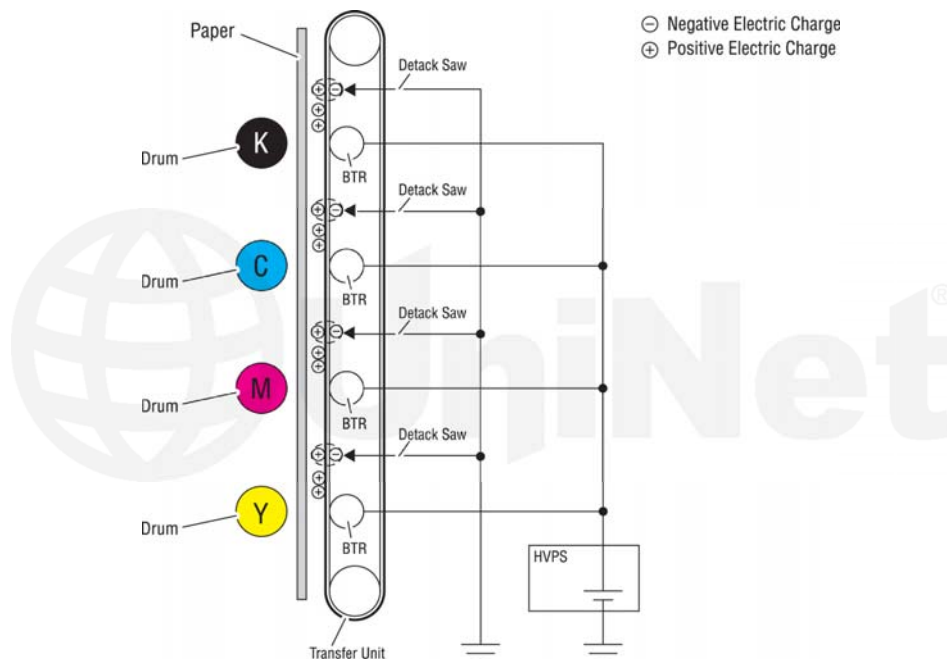 Paper
⊖ Negative Electric Charge
⊕ Positive Electric Charge
Detack Saw
K
Drum
BTR
Detack Saw
C
Drum
BTR
Detack Saw
M
Drum
BTR
Detack Saw
Y
Drum
BTR
HVPS
Transfer Unit
UniNet®